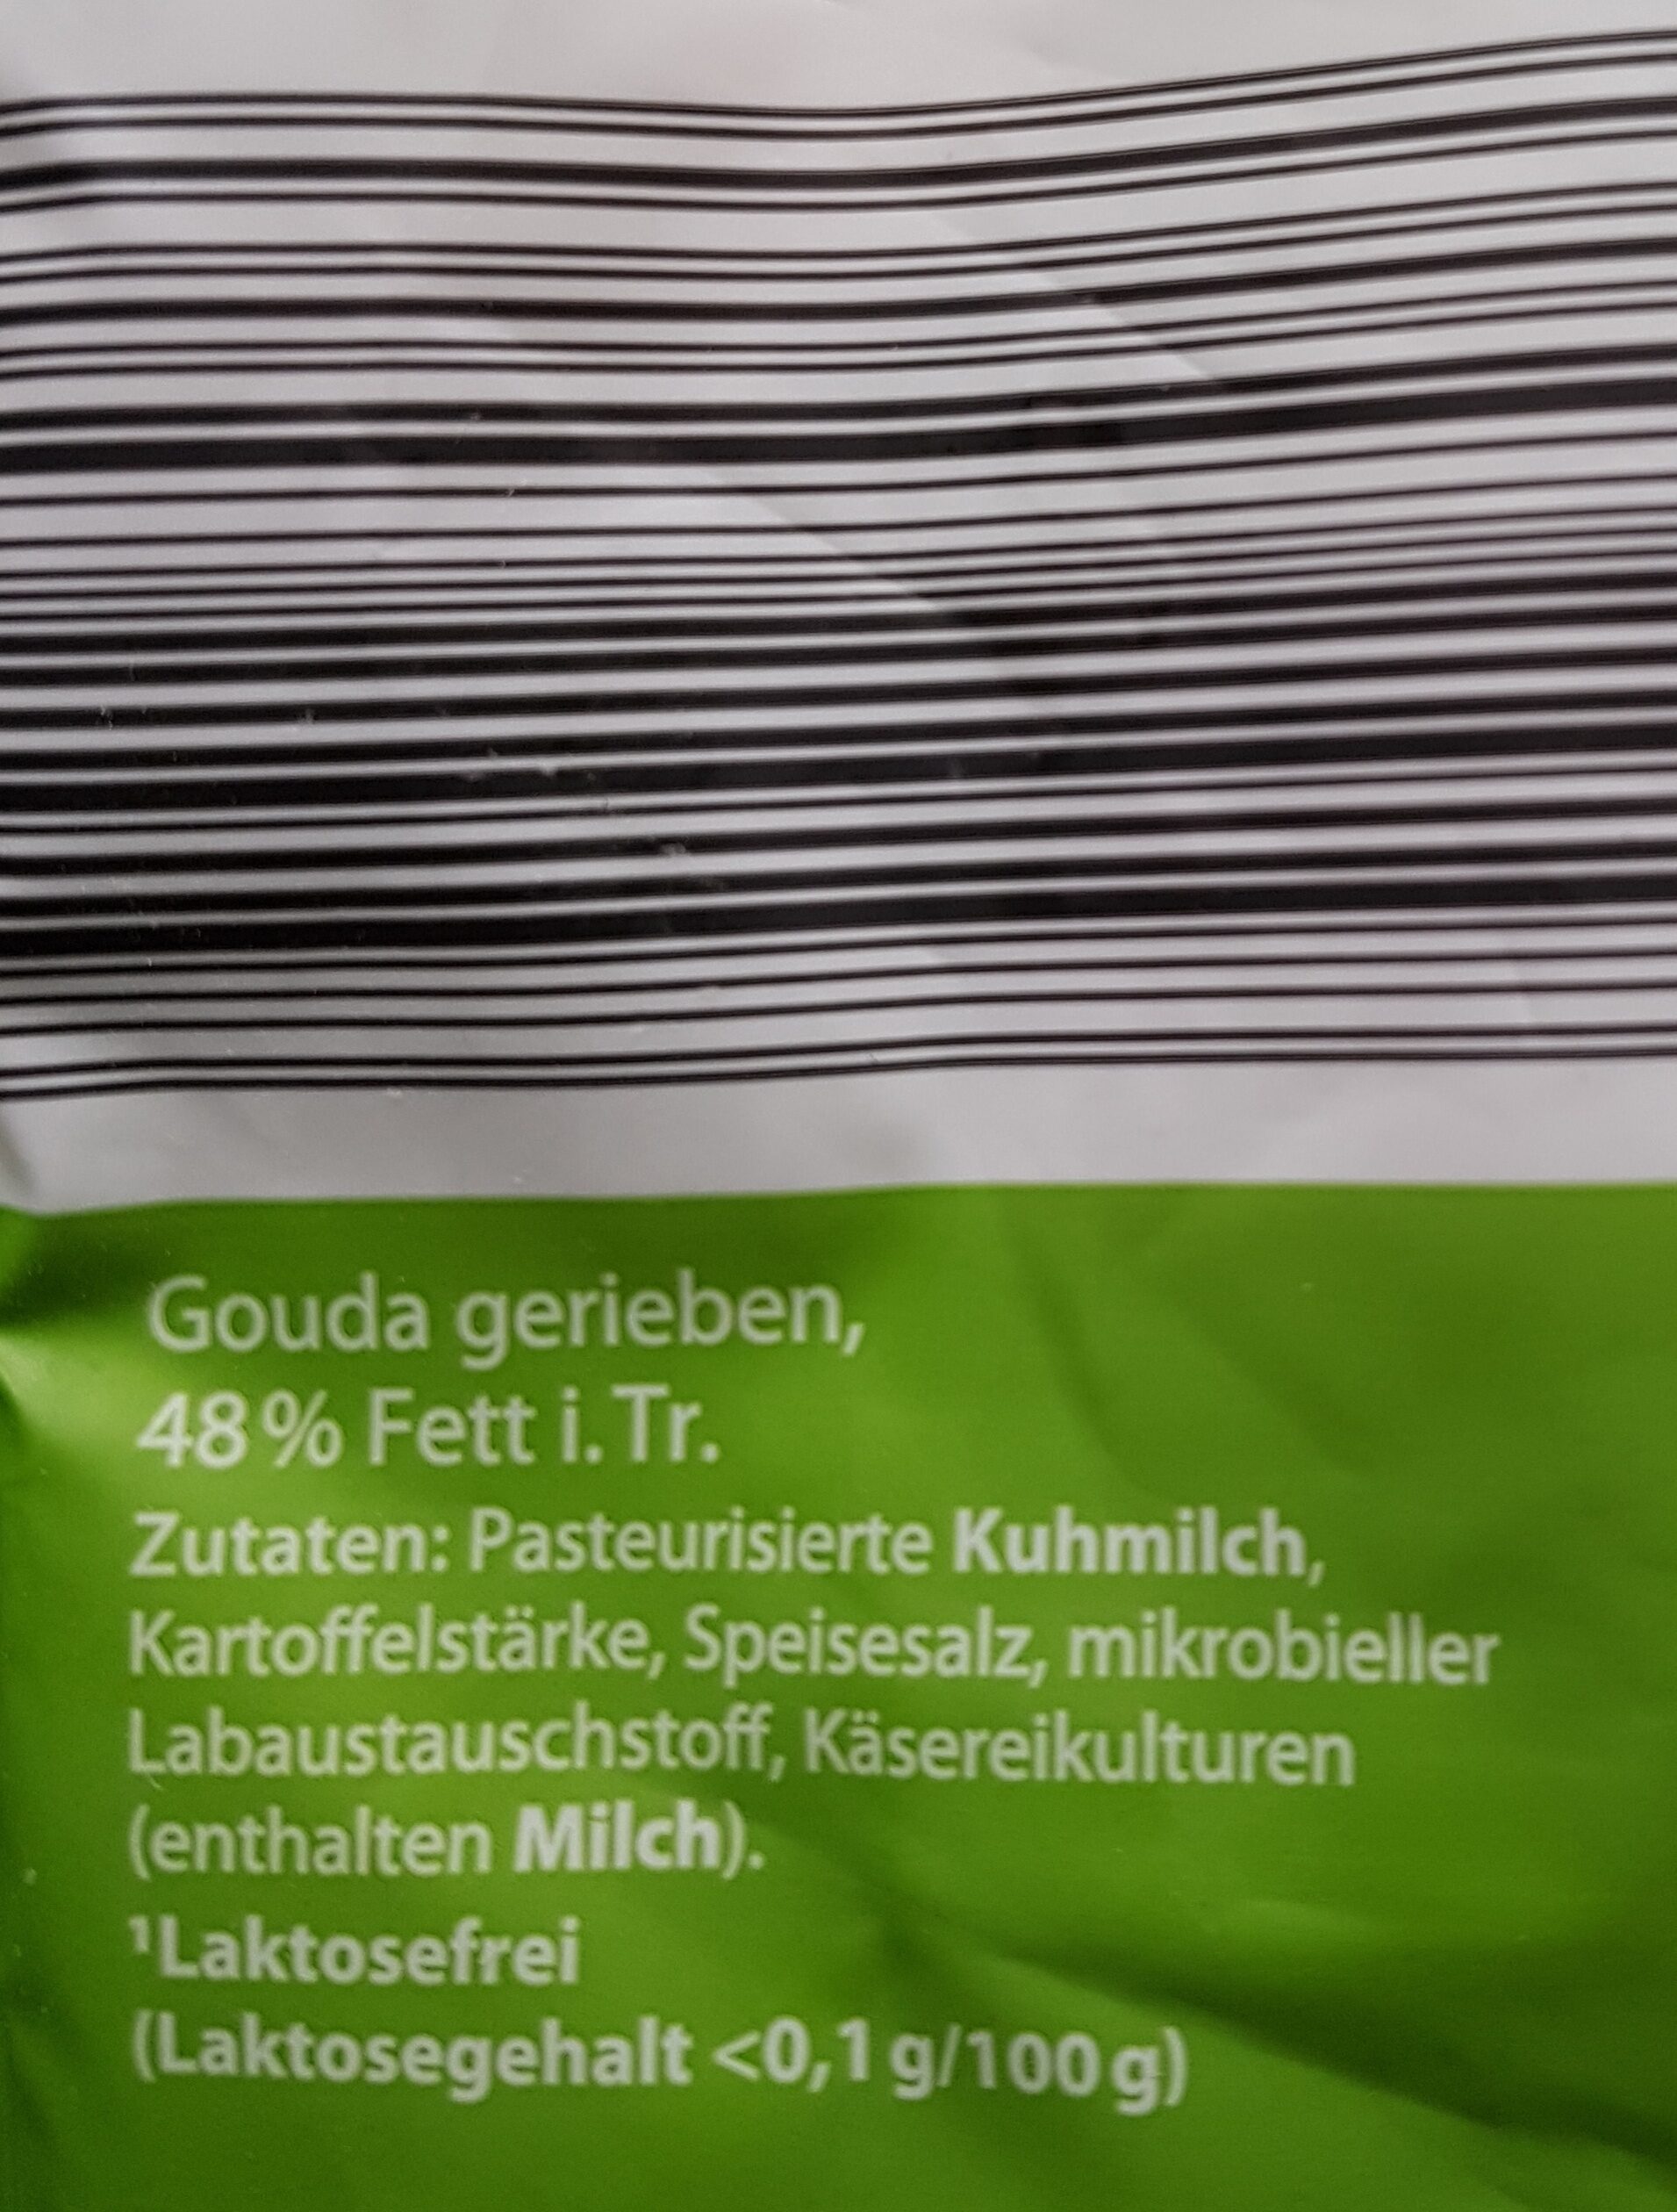 Gouda gerieben,
48% Fett i. Tr.
Zutaten: Pasteurisierte Kuhmilch,
Kartoffelstärke, Speisesalz, mikrobieller
Labaustauschstoff, Käsereikulturen
(enthalten Milch).
¹Laktosefrei
(Laktosegehalt <0,1 g/100 g)